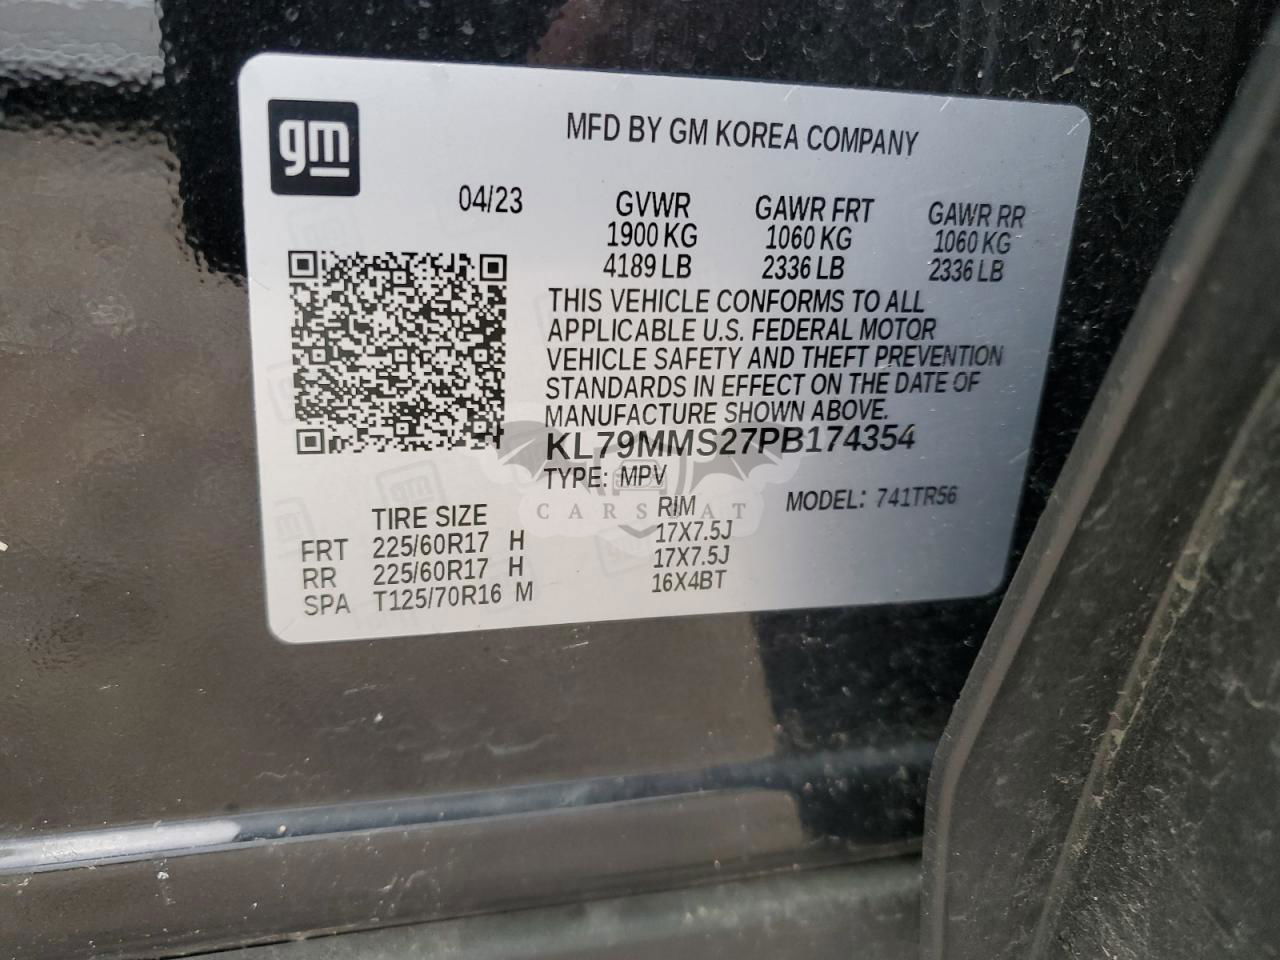 gm
MFD BY GM KOREA COMPANY
04/23
GVWR GAWR FRT GAWR RR
1900 KG 1060 KG 1060 KG
4189 LB 2336 LB 2336 LB
THIS VEHICLE CONFORMS TO ALL
APPLICABLE U.S. FEDERAL MOTOR
VEHICLE SAFETY AND THEFT PREVENTION
STANDARDS IN EFFECT ON THE DATE OF
MANUFACTURE SHOWN ABOVE.
KL79MMS27PB174354
TYPE: MPV
MODEL: 741TR56
TIRE SIZE RIM
FRT 225/60R17 H 17X7.5J
RR 225/60R17 H 17X7.5J
SPA T125/70R16 M 16X4BT